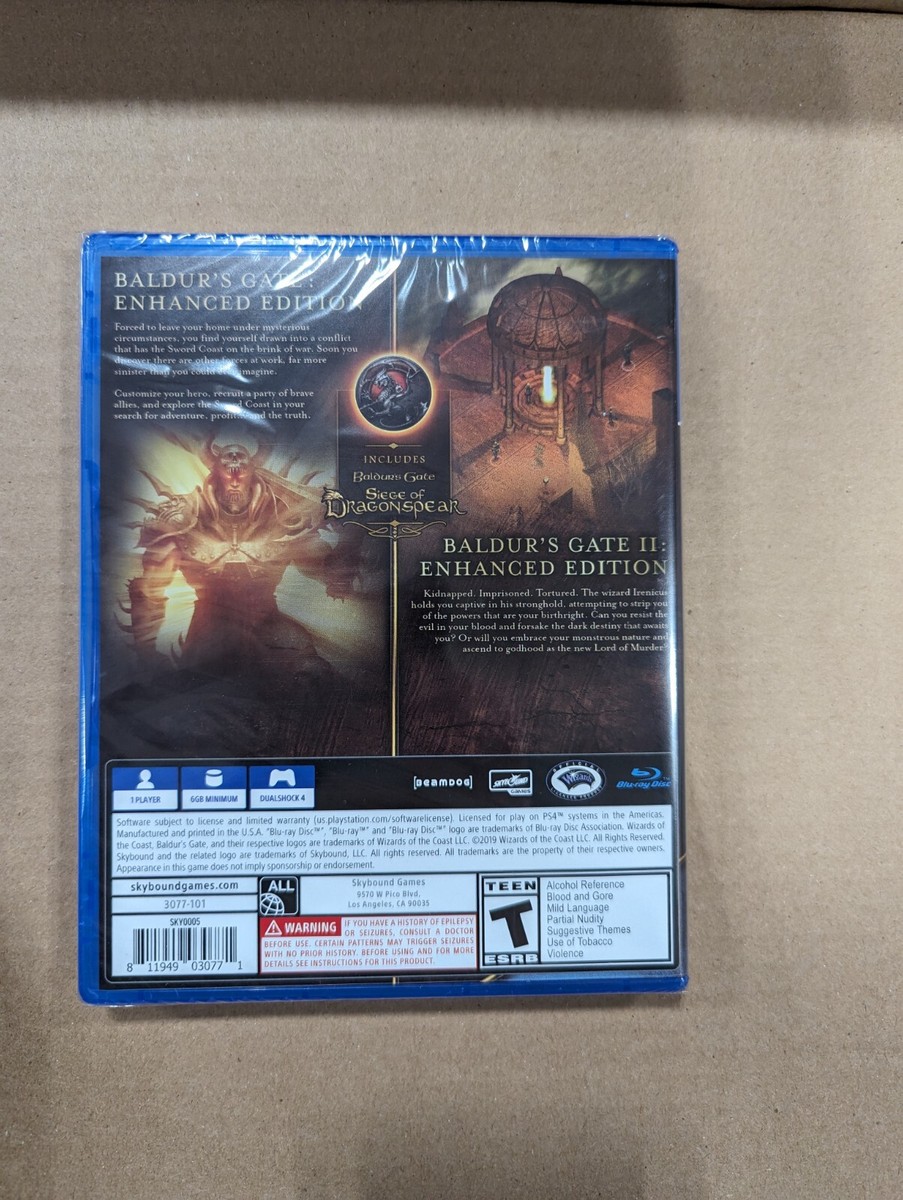 BALDUR'S GATE:
ENHANCED EDITION
Forced to leave your home under mysterious
circumstances, you find yourself drawn into a conflict
that has the Sword Coast on the brink of war. Soon you
discover there are other forces at work, far more
sinister than you could ever imagine.
Customize your hero, recruit a party of brave
allies, and explore the Sword Coast in your
search for adventure, profit, and the truth.
INCLUDES
Baldur's Gate
Siege of
Dragonspear
BALDUR'S GATE II:
ENHANCED EDITION
Kidnapped. Imprisoned. Tortured. The wizard Irenicus
holds you captive in his stronghold, attempting to strip you
of the powers that are your birthright. Can you resist the
evil in your blood and forsake the dark destiny that awaits
you? Or will you embrace your monstrous nature and
ascend to godhood as the new Lord of Murder?
1 PLAYER
6GB MINIMUM
DUALSHOCK 4
[BEAMDOG]
SKYBOUND
GAMES
OFFICIAL
Wizards
LICENSED PRODUCT
Blu-ray Disc™
Software subject to license and limited warranty (us.playstation.com/softwarelicense). Licensed for play on PS4™ systems in the Americas.
Manufactured and printed in the U.S.A. "Blu-ray Disc™", "Blu-ray™" and "Blu-ray Disc™" logo are trademarks of Blu-ray Disc Association. Wizards of
the Coast, Baldur's Gate, and their respective logos are trademarks of Wizards of the Coast LLC. ©2019 Wizards of the Coast LLC. All Rights Reserved.
Skybound and the related logo are trademarks of Skybound, LLC. All rights reserved. All trademarks are the property of their respective owners.
Appearance in this game does not imply sponsorship or endorsement.
skyboundgames.com
3077-101
SKY0005
8 11949 03077 1
ALL
Skybound Games
9570 W Pico Blvd.
Los Angeles, CA 90035
WARNING IF YOU HAVE A HISTORY OF EPILEPSY
OR SEIZURES, CONSULT A DOCTOR
BEFORE USE. CERTAIN PATTERNS MAY TRIGGER SEIZURES
WITH NO PRIOR HISTORY. BEFORE USING AND FOR MORE
DETAILS SEE INSTRUCTIONS FOR THIS PRODUCT.
TEEN
T
ESRB
Alcohol Reference
Blood and Gore
Mild Language
Partial Nudity
Suggestive Themes
Use of Tobacco
Violence